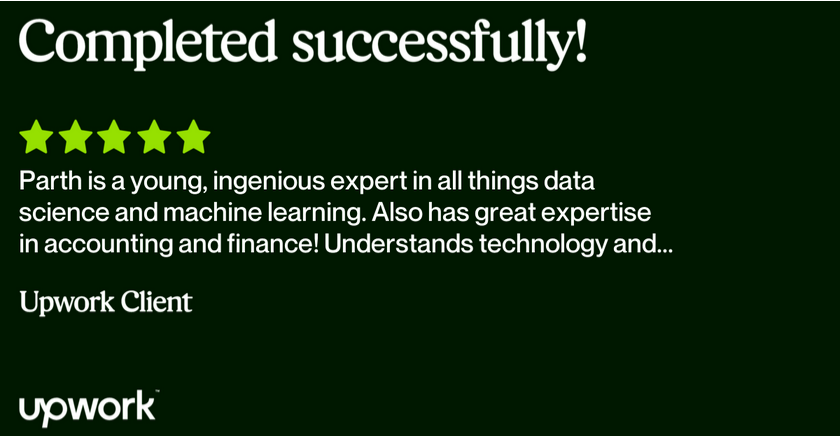 Completed successfully!
Parth is a young, ingenious expert in all things data
science and machine learning. Also has great expertise
in accounting and finance! Understands technology and...
Upwork Client
upwork™